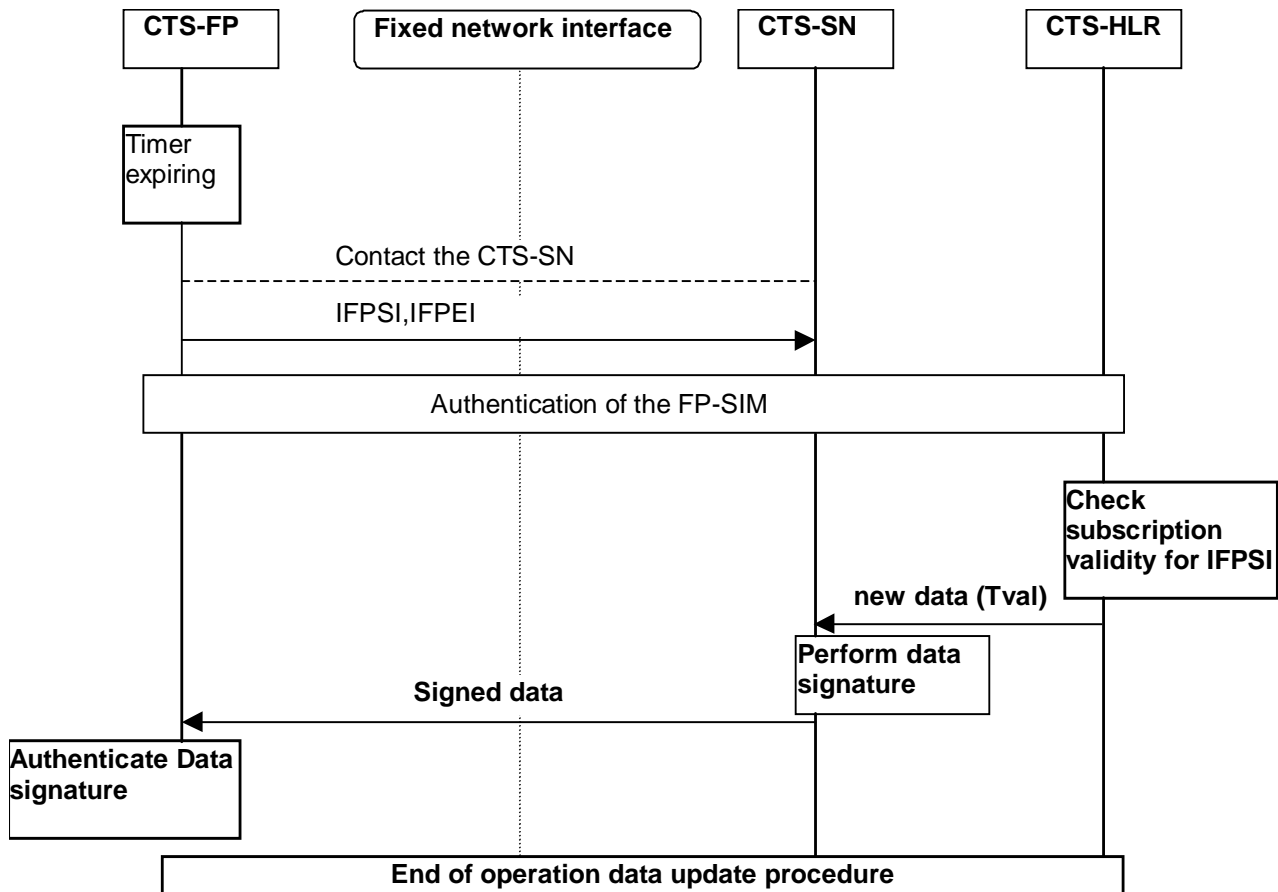 CTS-FP
Fixed network interface
CTS-SN
CTS-HLR
Timer
expiring
Contact the CTS-SN
IFPSI,IFPEI
Authentication of the FP-SIM
Check
subscription
validity for IFPSI
new data (Tval)
Perform data
signature
Signed data
Authenticate Data
signature
End of operation data update procedure